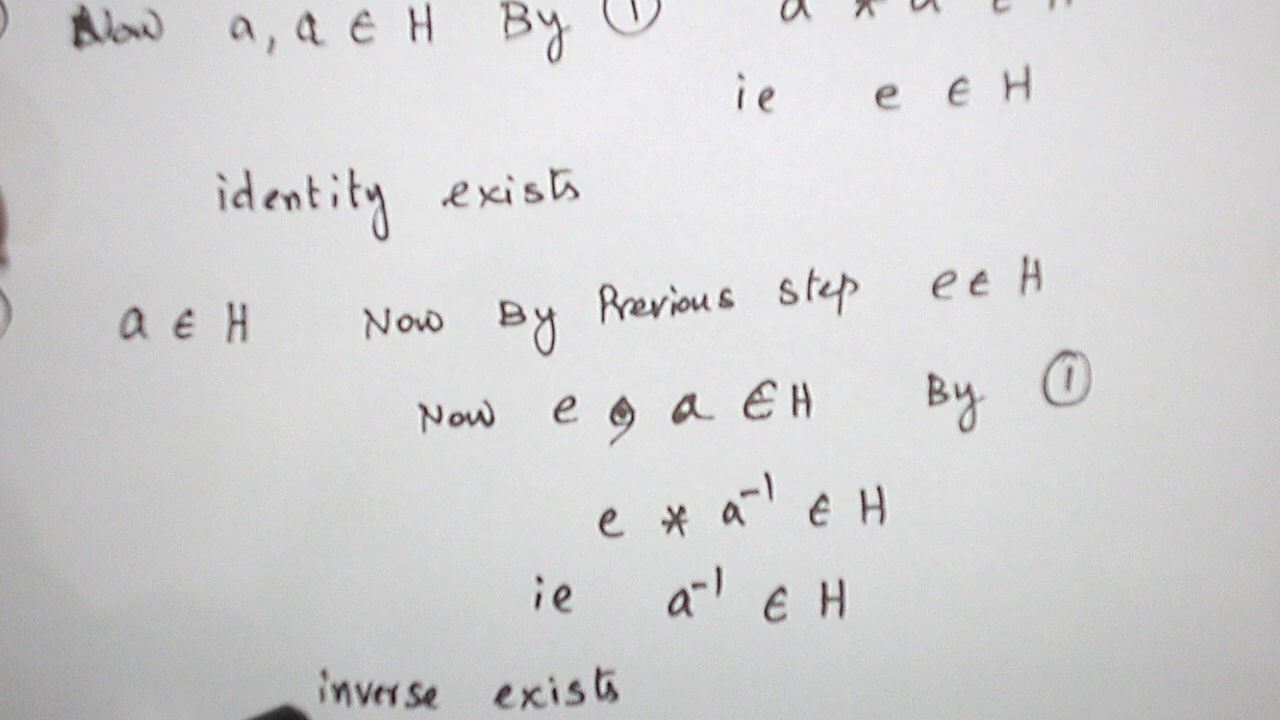 Now a, a ∈ H By ①
ie e ∈ H
identity exists
a ∈ H Now By Previous step e ∈ H
Now e, a ∈ H By ①
e * a⁻¹ ∈ H
ie a⁻¹ ∈ H
inverse exists